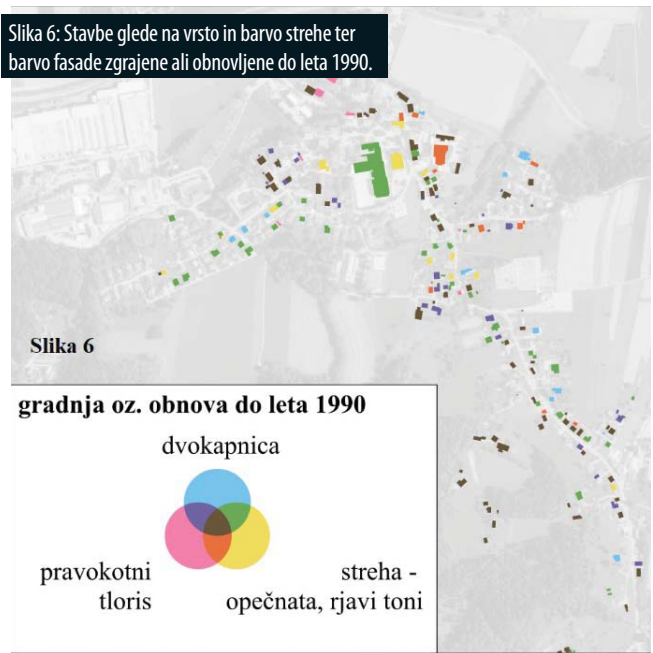 Slika 6: Stavbe glede na vrsto in barvo strehe ter
barvo fasade zgrajene ali obnovljene do leta 1990.
Slika 6
gradnja oz. obnova do leta 1990
dvokapnica
pravokotni
tloris
streha -
opečnata, rjavi toni